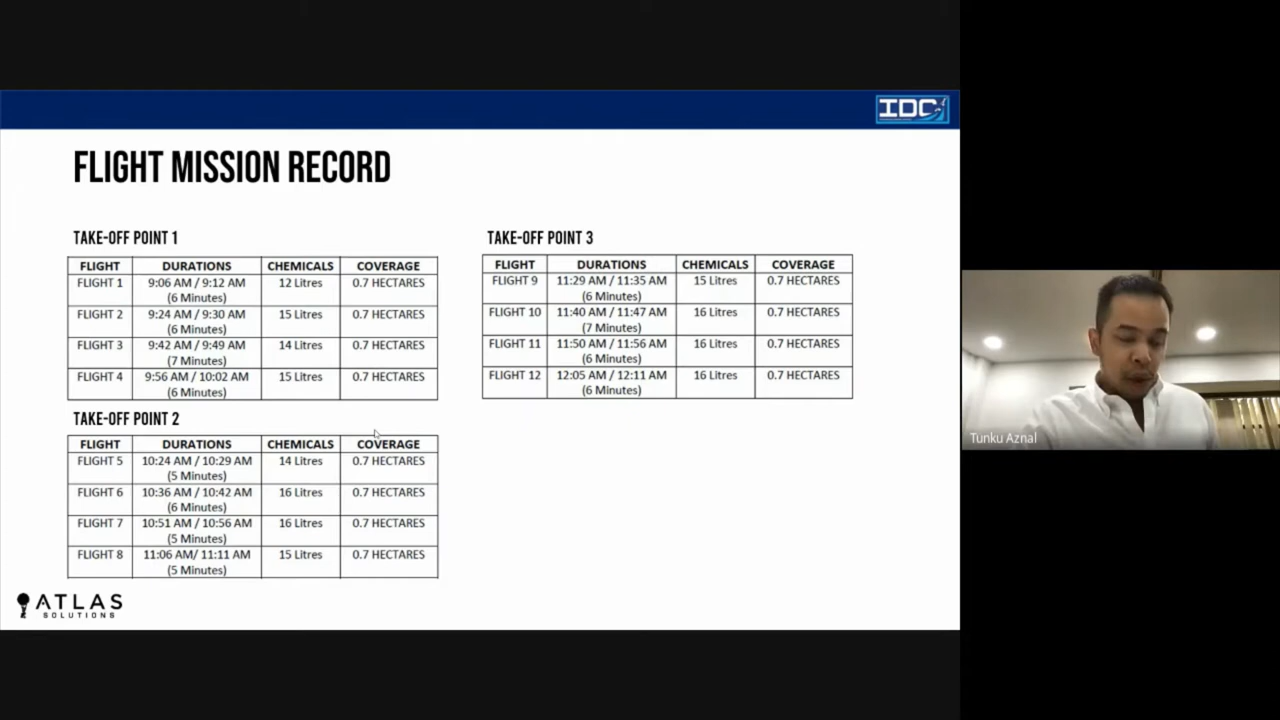 IDC
FLIGHT MISSION RECORD
TAKE-OFF POINT 1
FLIGHT DURATIONS CHEMICALS COVERAGE
FLIGHT 1 9:06 AM / 9:12 AM 12 Litres 0.7 HECTARES
(6 Minutes)
FLIGHT 2 9:24 AM / 9:30 AM 15 Litres 0.7 HECTARES
(6 Minutes)
FLIGHT 3 9:42 AM / 9:49 AM 14 Litres 0.7 HECTARES
(7 Minutes)
FLIGHT 4 9:56 AM / 10:02 AM 15 Litres 0.7 HECTARES
(6 Minutes)
TAKE-OFF POINT 2
FLIGHT DURATIONS CHEMICALS COVERAGE
FLIGHT 5 10:24 AM / 10:29 AM 14 Litres 0.7 HECTARES
(5 Minutes)
FLIGHT 6 10:36 AM / 10:42 AM 16 Litres 0.7 HECTARES
(6 Minutes)
FLIGHT 7 10:51 AM / 10:56 AM 16 Litres 0.7 HECTARES
(5 Minutes)
FLIGHT 8 11:06 AM/ 11:11 AM 15 Litres 0.7 HECTARES
(5 Minutes)
TAKE-OFF POINT 3
FLIGHT DURATIONS CHEMICALS COVERAGE
FLIGHT 9 11:29 AM / 11:35 AM 15 Litres 0.7 HECTARES
(6 Minutes)
FLIGHT 10 11:40 AM / 11:47 AM 16 Litres 0.7 HECTARES
(7 Minutes)
FLIGHT 11 11:50 AM / 11:56 AM 16 Litres 0.7 HECTARES
(6 Minutes)
FLIGHT 12 12:05 AM / 12:11 AM 16 Litres 0.7 HECTARES
(6 Minutes)
ATLAS
SOLUTIONS
Tunku Aznal